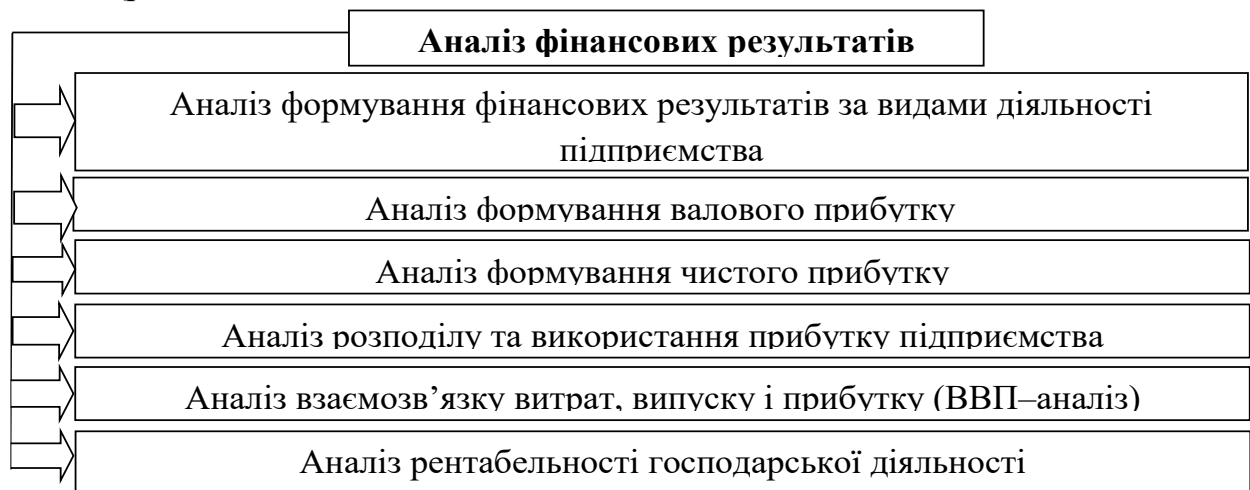 Аналіз фінансових результатів
Аналіз формування фінансових результатів за видами діяльності
підприємства
Аналіз формування валового прибутку
Аналіз формування чистого прибутку
Аналіз розподілу та використання прибутку підприємства
Аналіз взаємозв’язку витрат, випуску і прибутку (ВВП–аналіз)
Аналіз рентабельності господарської діяльності